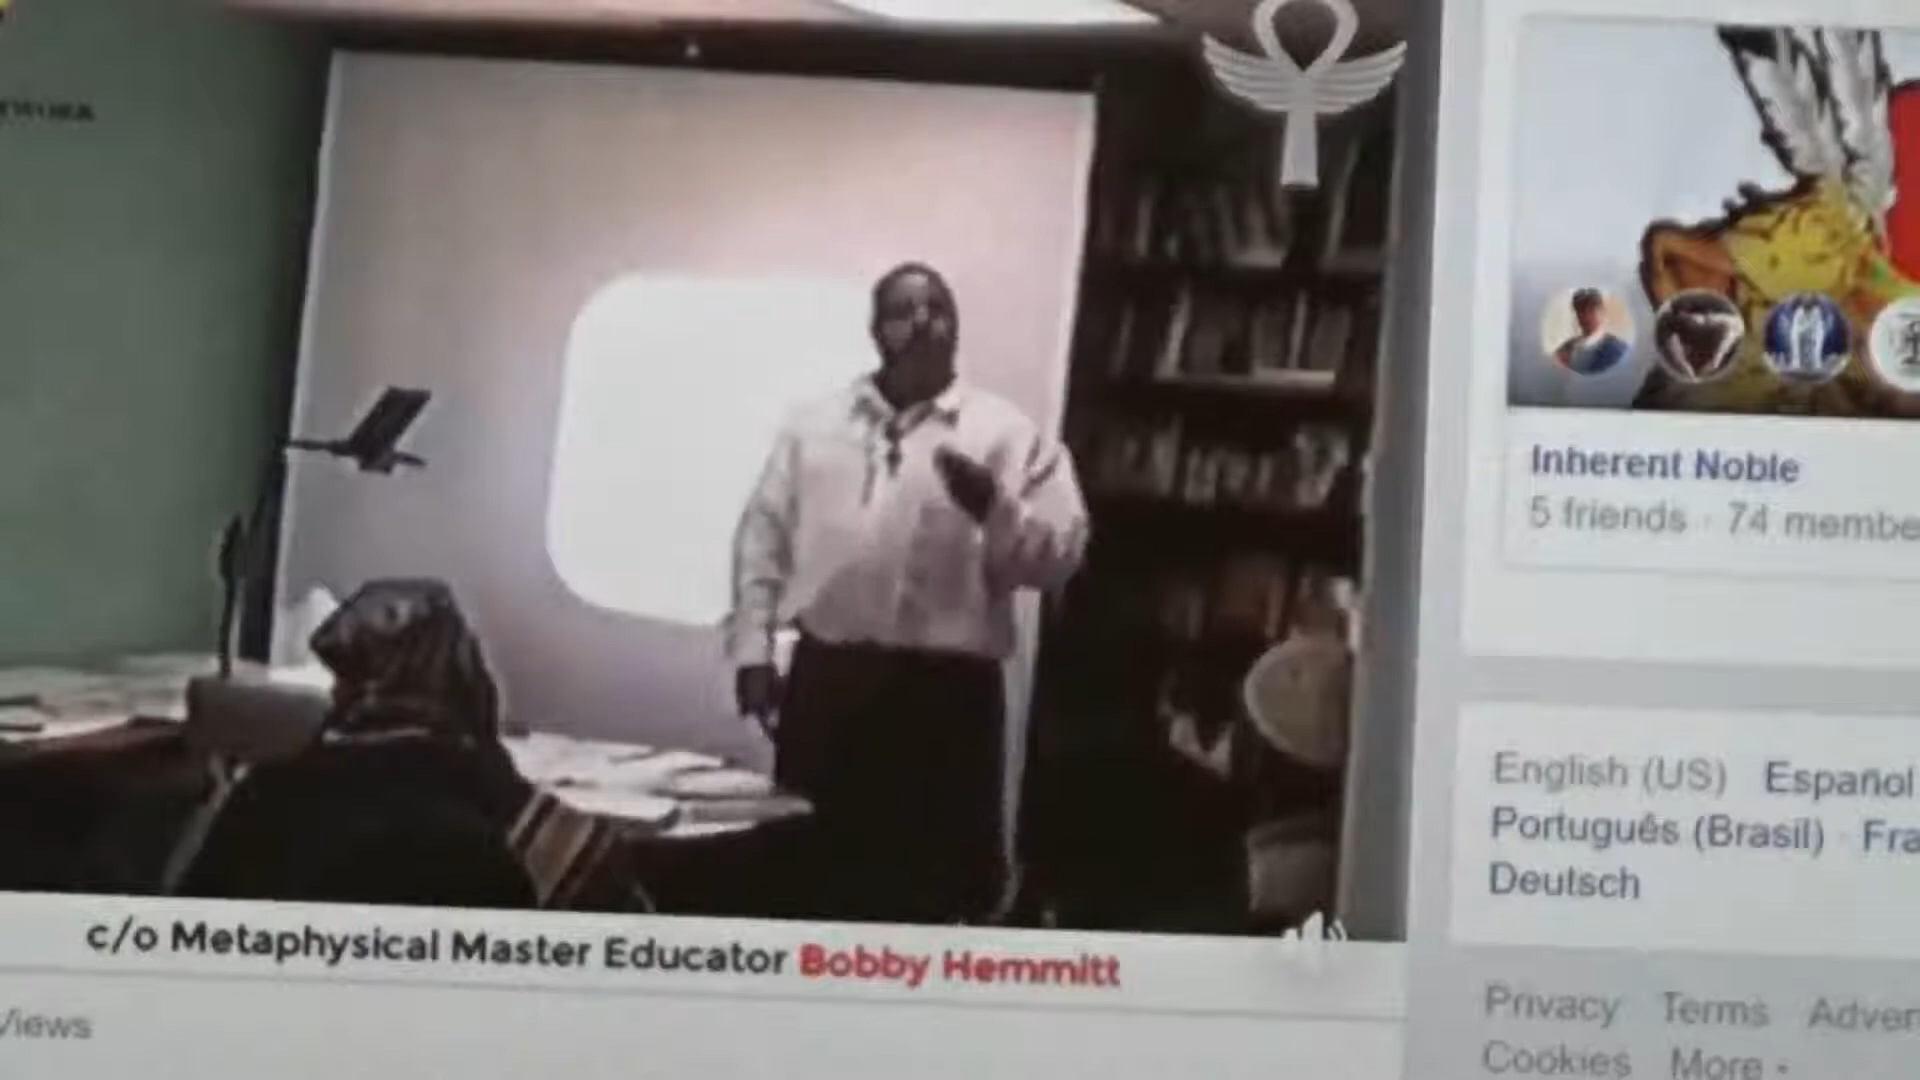 c/o Metaphysical Master Educator Bobby Hemmitt
Views
Inherent Noble
5 friends · 74 membe
English (US) Español
Português (Brasil) · Fra
Deutsch
Privacy Terms Adver
Cookies More